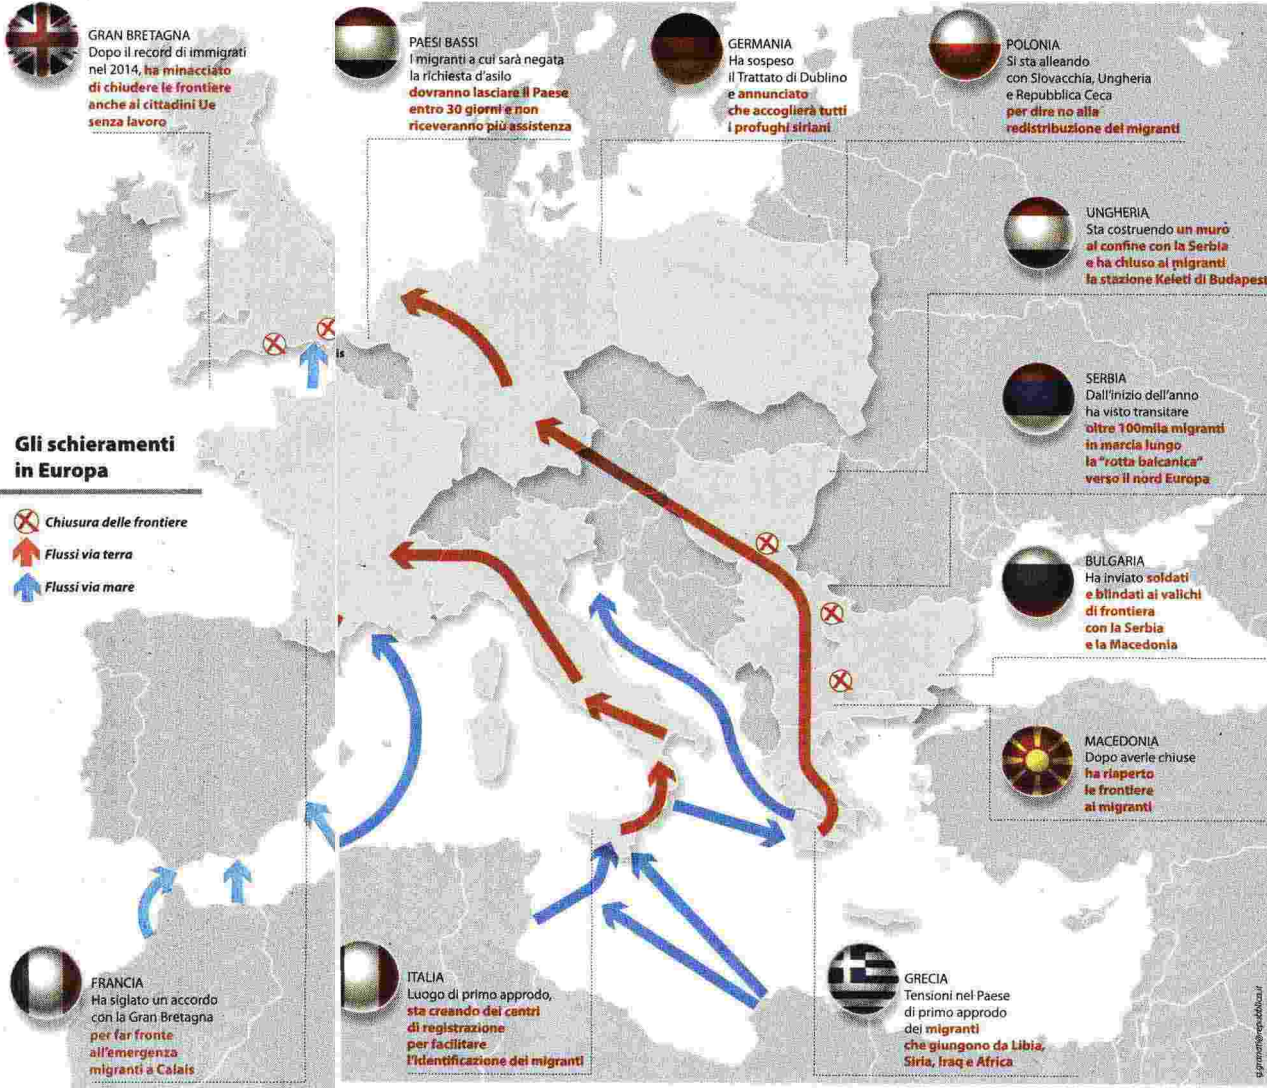 GRAN BRETAGNA
Dopo il record di immigrati
nel 2014, ha minacciato
di chiudere le frontiere
anche ai cittadini Ue
senza lavoro
PAESI BASSI
I migranti a cui sarà negata
la richiesta d'asilo
dovranno lasciare il Paese
entro 30 giorni e non
riceveranno più assistenza
GERMANIA
Ha sospeso
il Trattato di Dublino
e annunciato
che accoglierà tutti
i profughi siriani
POLONIA
Si sta alleando
con Slovacchia, Ungheria
e Repubblica Ceca
per dire no alla
redistribuzione dei migranti
UNGHERIA
Sta costruendo un muro
al confine con la Serbia
e ha chiuso ai migranti
la stazione Keleti di Budapest
is
SERBIA
Dall'inizio dell'anno
ha visto transitare
oltre 100mila migranti
in marcia lungo
la "rotta balcanica"
verso il nord Europa
Gli schieramenti
in Europa
Chiusura delle frontiere
Flussi via terra
Flussi via mare
BULGARIA
Ha inviato soldati
e blindati ai valichi
di frontiera
con la Serbia
e la Macedonia
MACEDONIA
Dopo averle chiuse
ha riaperto
le frontiere
ai migranti
FRANCIA
Ha siglato un accordo
con la Gran Bretagna
per far fronte
all'emergenza
migranti a Calais
ITALIA
Luogo di primo approdo,
sta creando dei centri
di registrazione
per facilitare
l'identificazione dei migranti
GRECIA
Tensioni nel Paese
di primo approdo
dei migranti
che giungono da Libia,
Siria, Iraq e Africa